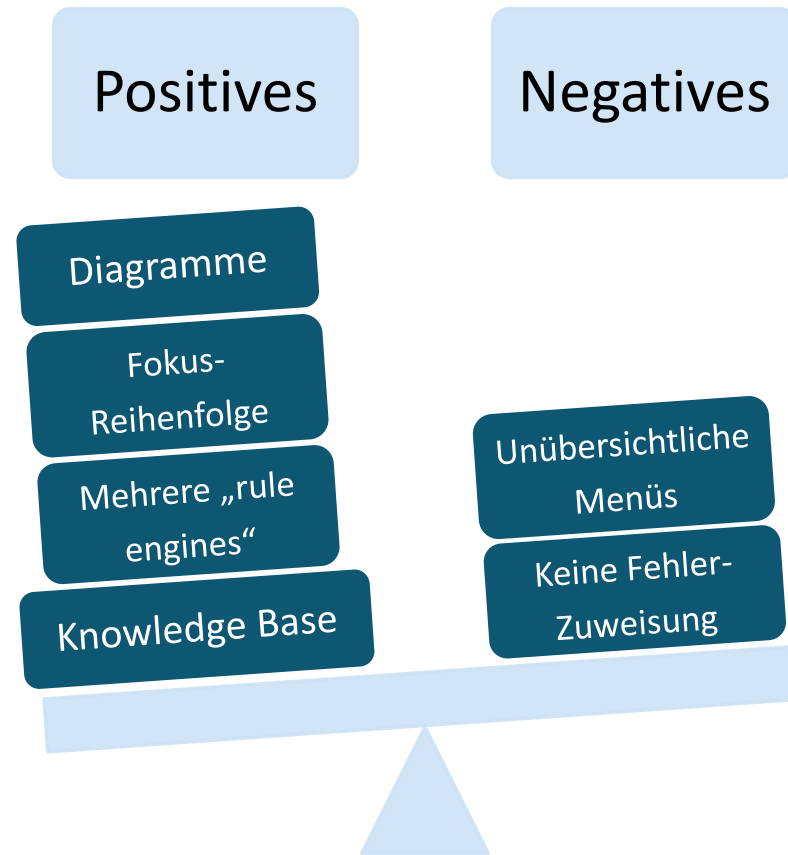 Positives
Negatives
Diagramme
Fokus-
Reihenfolge
Mehrere „rule
engines“
Knowledge Base
Unübersichtliche
Menüs
Keine Fehler-
Zuweisung